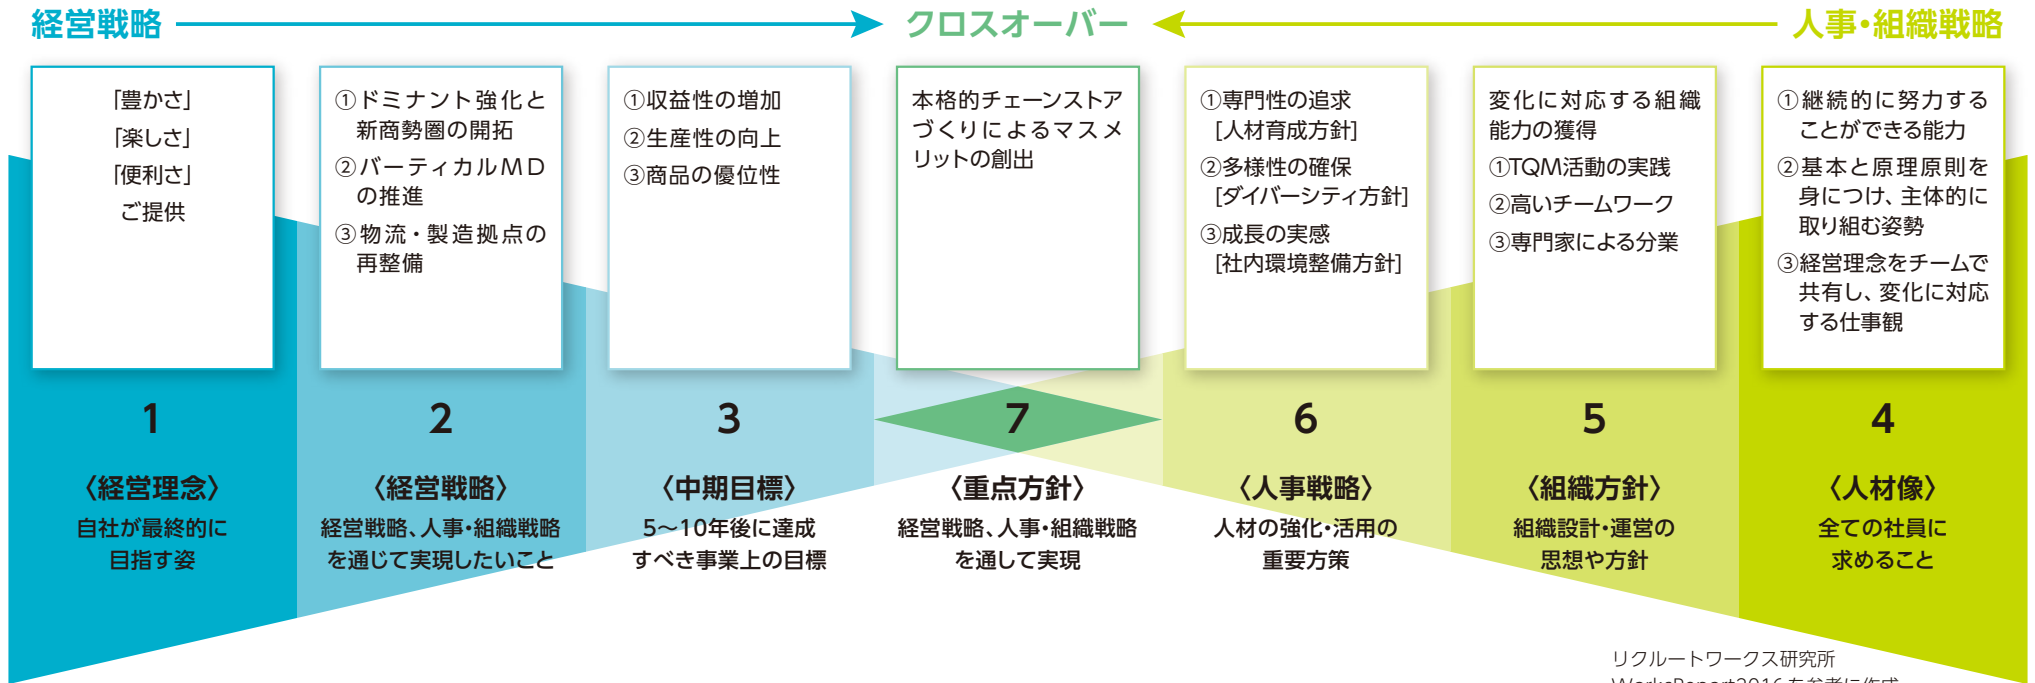 経営戦略
クロスオーバー
人事・組織戦略
「豊かさ」
「楽しさ」
「便利さ」
ご提供
①ドミナント強化と
新商勢圏の開拓
②バーティカルMD
の推進
③物流・製造拠点の
再整備
①収益性の増加
②生産性の向上
③商品の優位性
本格的チェーンストア
づくりによるマスメ
リットの創出
①専門性の追求
[人材育成方針]
②多様性の確保
[ダイバーシティ方針]
③成長の実感
[社内環境整備方針]
変化に対応する組織
能力の獲得
①TQM活動の実践
②高いチームワーク
③専門家による分業
①継続的に努力する
ことができる能力
②基本と原理原則を
身につけ、主体的に
取り組む姿勢
③経営理念をチームで
共有し、変化に対応
する仕事観
1
〈経営理念〉
自社が最終的に
目指す姿
2
〈経営戦略〉
経営戦略、人事・組織戦略
を通じて実現したいこと
3
〈中期目標〉
5〜10年後に達成
すべき事業上の目標
7
〈重点方針〉
経営戦略、人事・組織戦略
を通して実現
6
〈人事戦略〉
人材の強化・活用の
重要方策
5
〈組織方針〉
組織設計・運営の
思想や方針
4
〈人材像〉
全ての社員に
求めること
リクルートワークス研究所
WorksReport2016を参考に作成